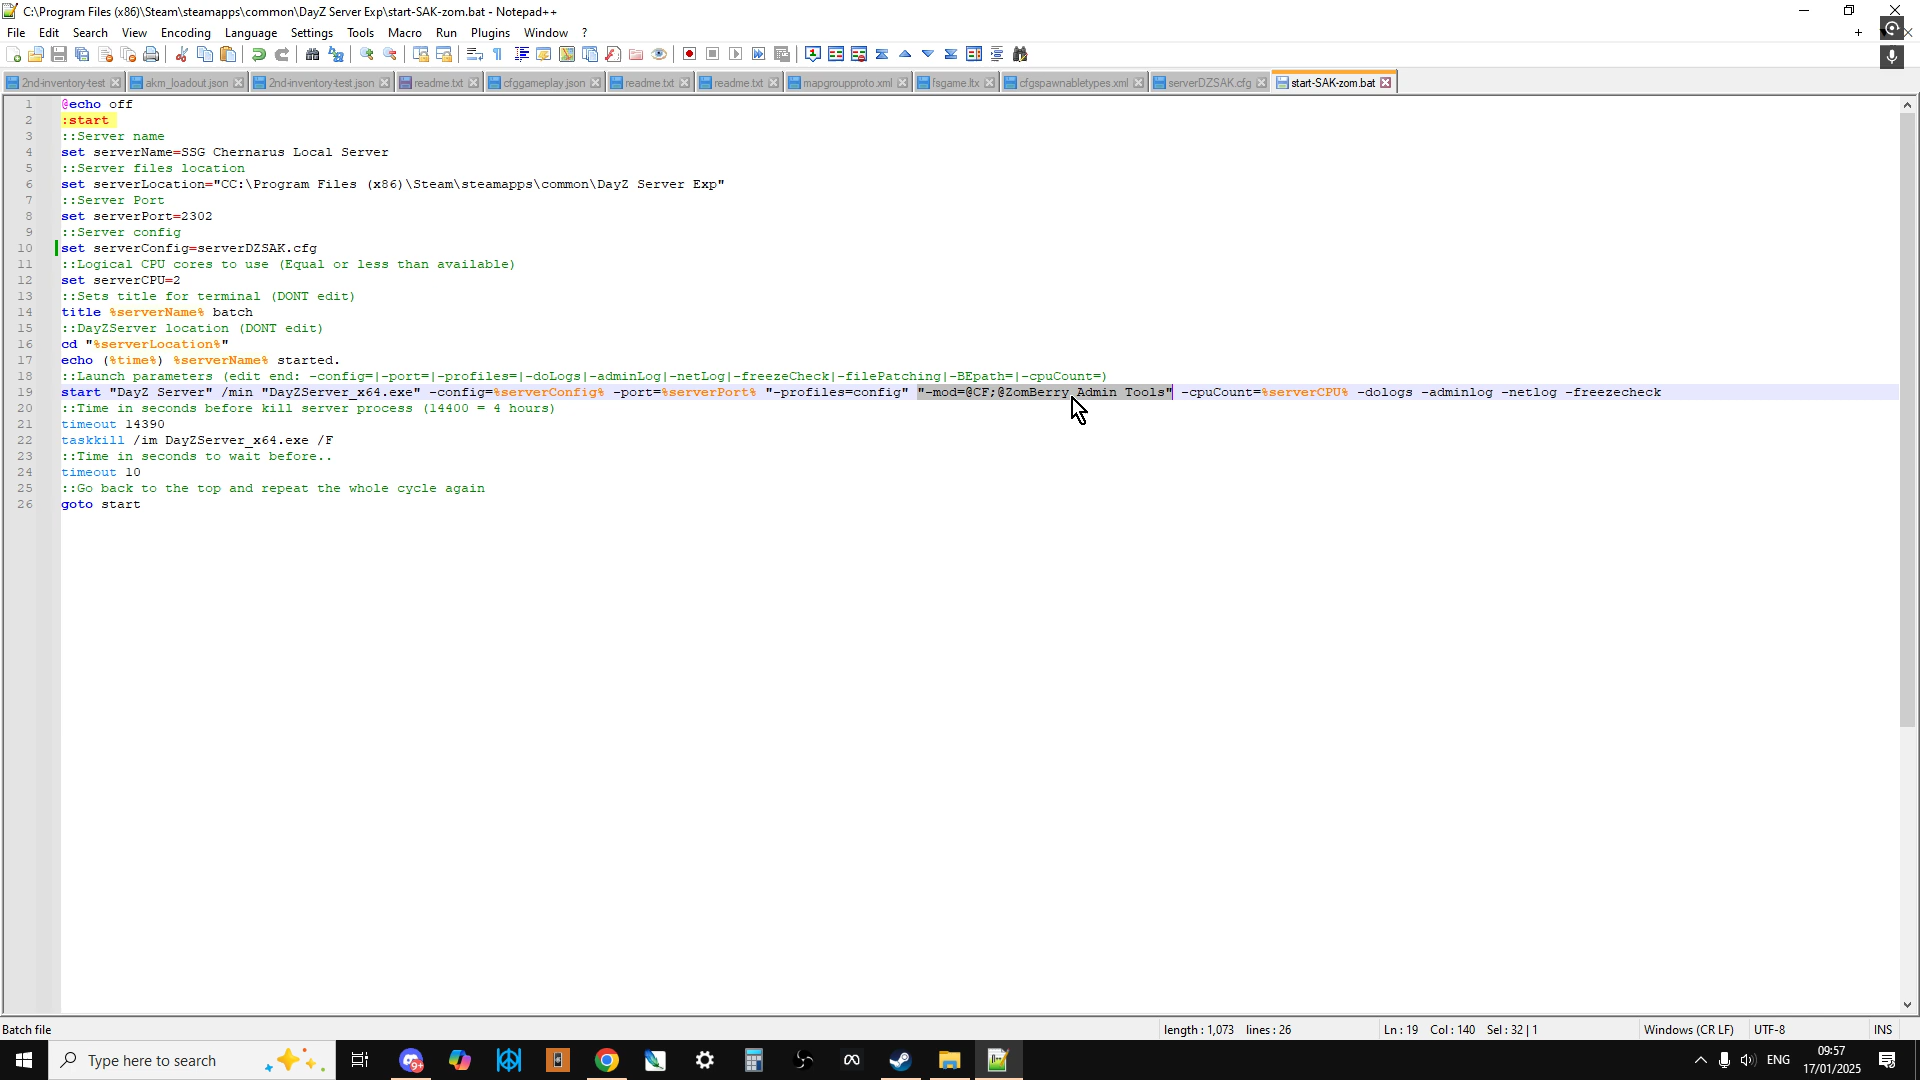 C:\Program Files (x86)\Steam\steamapps\common\DayZ Server Exp\start-SAK-zom.bat - Notepad++
File Edit Search View Encoding Language Settings Tools Macro Run Plugins Window ?
2nd-inventory-test akm_loadout.json 2nd-inventory-test.json readme.txt cfggameplay.json readme.txt readme.txt mapgroupproto.xml fsgame.ltx cfgspawnabletypes.xml serverDZSAK.cfg start-SAK-zom.bat
1 @echo off
2 :start
3 ::Server name
4 set serverName=SSG Chernarus Local Server
5 ::Server files location
6 set serverLocation="CC:\Program Files (x86)\Steam\steamapps\common\DayZ Server Exp"
7 ::Server Port
8 set serverPort=2302
9 ::Server config
10 set serverConfig=serverDZSAK.cfg
11 ::Logical CPU cores to use (Equal or less than available)
12 set serverCPU=2
13 ::Sets title for terminal (DONT edit)
14 title %serverName% batch
15 ::DayZServer location (DONT edit)
16 cd "%serverLocation%"
17 echo (%time%) %serverName% started.
18 ::Launch parameters (edit end: -config=|-port=|-profiles=|-doLogs|-adminLog|-netLog|-freezeCheck|-filePatching|-BEpath=|-cpuCount=)
19 start "DayZ Server" /min "DayZServer_x64.exe" -config=%serverConfig% -port=%serverPort% "-profiles=config" "-mod=@CF;@ZomBerry Admin Tools" -cpuCount=%serverCPU% -dologs -adminlog -netlog -freezecheck
20 ::Time in seconds before kill server process (14400 = 4 hours)
21 timeout 14390
22 taskkill /im DayZServer_x64.exe /F
23 ::Time in seconds to wait before..
24 timeout 10
25 ::Go back to the top and repeat the whole cycle again
26 goto start
Batch file length : 1,073 lines : 26 Ln : 19 Col : 140 Sel : 32 | 1 Windows (CR LF) UTF-8 INS
Type here to search 9+ ENG 09:57
17/01/2025